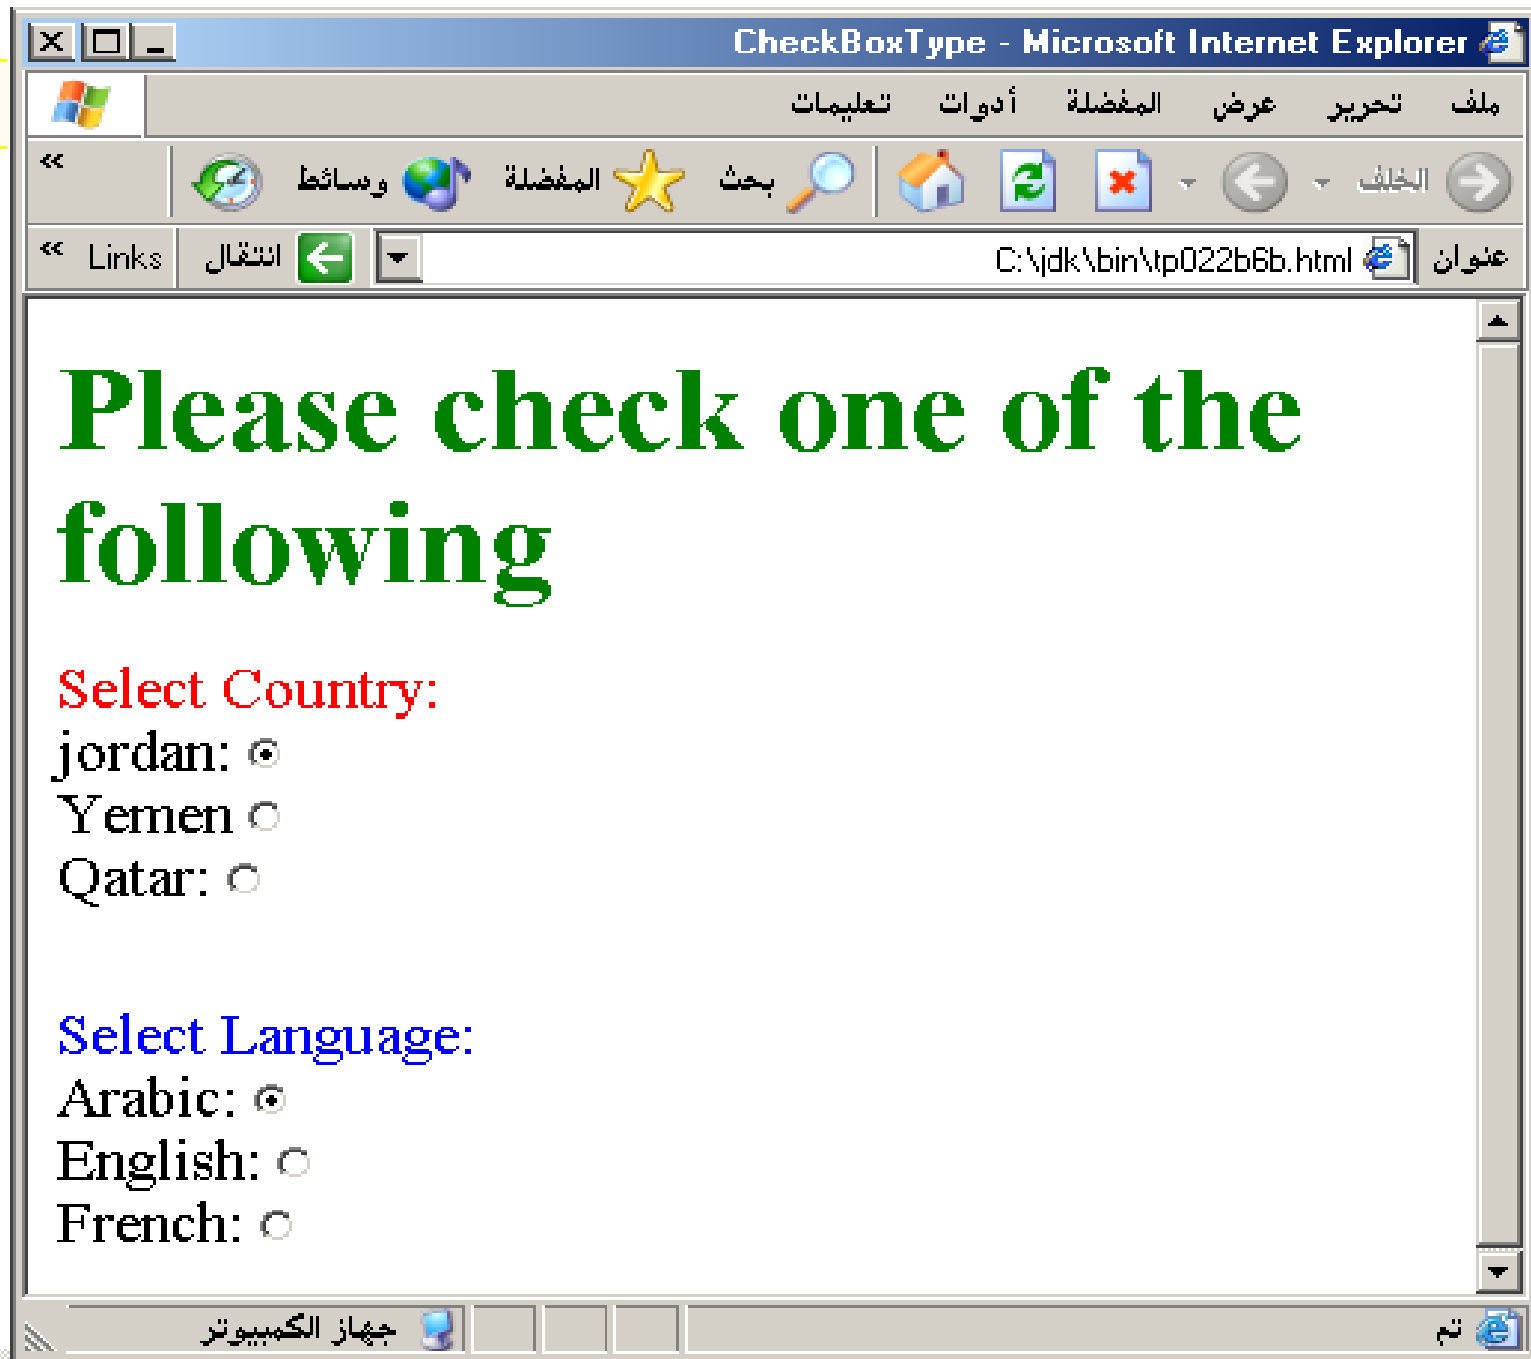 CheckBoxType - Microsoft Internet Explorer
ملف تحرير عرض المفضلة أدوات تعليمات
الخلف بحث المفضلة وسائط »
عنوان C:\jdk\bin\tp022b6b.html انتقال Links »
Please check one of the
following
Select Country:
jordan:
Yemen
Qatar:
Select Language:
Arabic:
English:
French:
تم جهاز الكمبيوتر